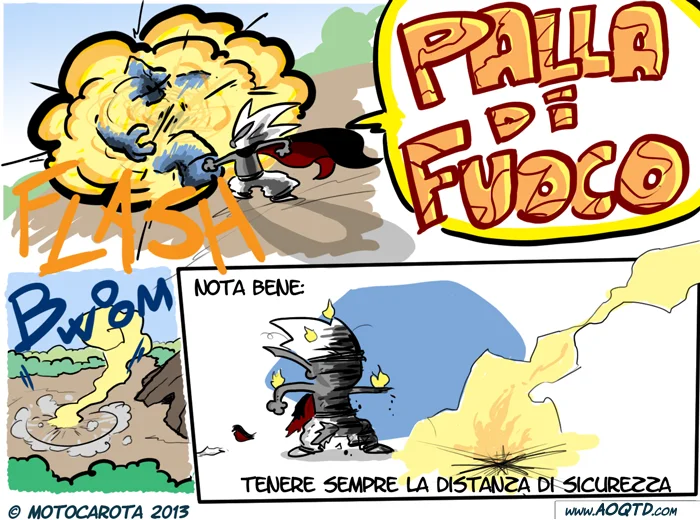 PALLA
DI
FUOCO
FLASH
BWOOM
NOTA BENE:
TENERE SEMPRE LA DISTANZA DI SICUREZZA
© MOTOCAROTA 2013
WWW.AOQTD.COM